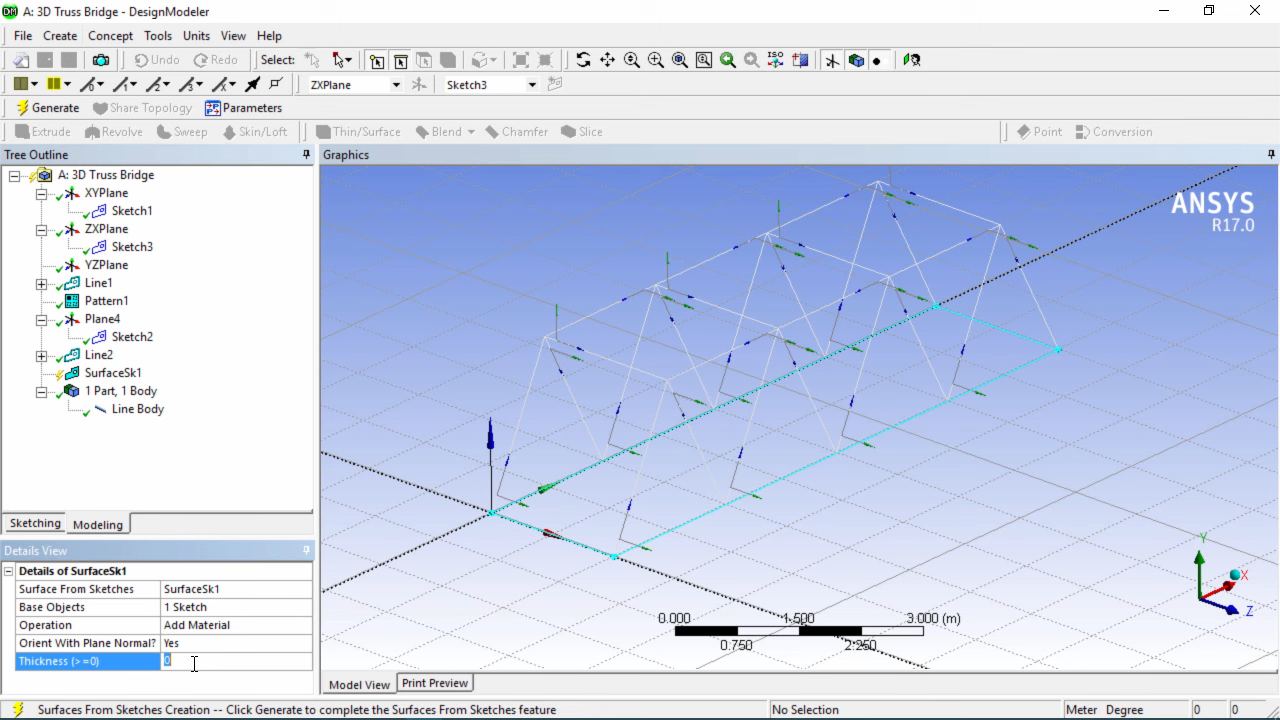 A: 3D Truss Bridge - DesignModeler
File Create Concept Tools Units View Help
Undo Redo Select:
ZXPlane Sketch3
Generate Share Topology Parameters
Extrude Revolve Sweep Skin/Loft Thin/Surface Blend Chamfer Slice Point Conversion
Tree Outline
Graphics
A: 3D Truss Bridge
XYPlane
Sketch1
ZXPlane
Sketch3
YZPlane
Line1
Pattern1
Plane4
Sketch2
Line2
SurfaceSk1
1 Part, 1 Body
Line Body
ANSYS
R17.0
Sketching Modeling
Details View
Details of SurfaceSk1
Surface From Sketches SurfaceSk1
Base Objects 1 Sketch
Operation Add Material
Orient With Plane Normal? Yes
Thickness (>=0) 0
0.000 1.500 3.000 (m)
0.750 2.250
Y
X
Z
Model View Print Preview
Surfaces From Sketches Creation -- Click Generate to complete the Surfaces From Sketches feature No Selection Meter Degree 0 0